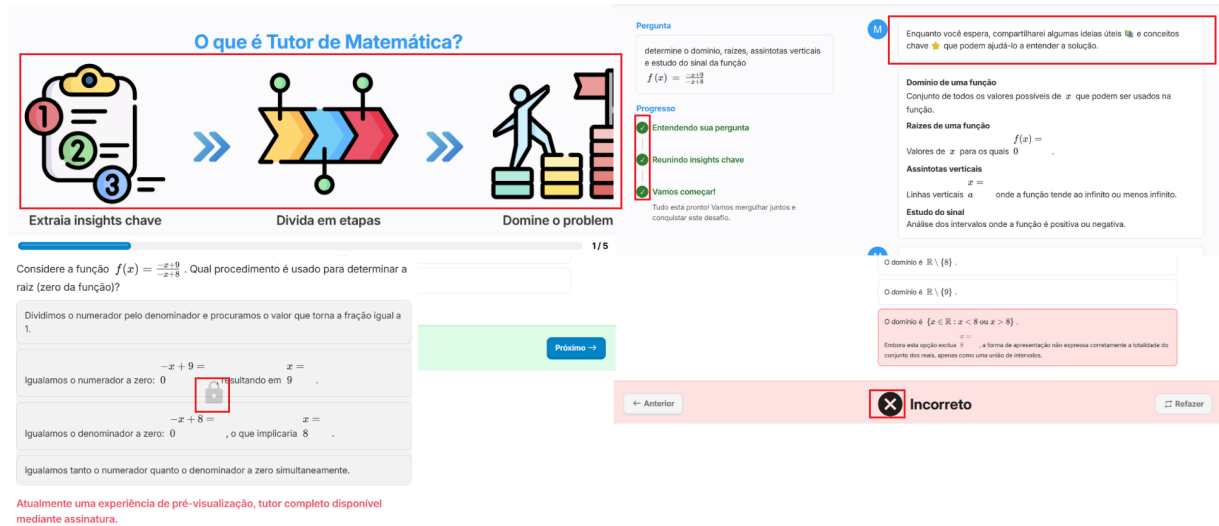 O que é Tutor de Matemática?
1
2
3
Extraia insights chave
Divida em etapas
Domine o problem
1/5
Considere a função f(x) = \frac{-x+9}{-x+8} . Qual procedimento é usado para determinar a
raiz (zero da função)?
Dividimos o numerador pelo denominador e procuramos o valor que torna a fração igual a
1.
Igualamos o numerador a zero: −x + 9 = 0 , resultando em x = 9 .
Igualamos o denominador a zero: −x + 8 = 0 , o que implicaria x = 8 .
Igualamos tanto o numerador quanto o denominador a zero simultaneamente.
Atualmente uma experiência de pré-visualização, tutor completo disponível
mediante assinatura.
Próximo →
Pergunta
determine o domínio, raízes, assintotas verticais
e estudo do sinal da função
f (x) = \frac{-x+9}{-x+8}
Progresso
Entendendo sua pergunta
Reunindo insights chave
Vamos começar!
Tudo está pronto! Vamos mergulhar juntos e
conquistar este desafio.
M
Enquanto você espera, compartilharei algumas ideias úteis 📚 e conceitos
chave ⭐ que podem ajudá-lo a entender a solução.
Domínio de uma função
Conjunto de todos os valores possíveis de x que podem ser usados na
função.
Raízes de uma função
Valores de x para os quais f(x) = 0 .
Assíntotas verticais
Linhas verticais x = a onde a função tende ao infinito ou menos infinito.
Estudo do sinal
Análise dos intervalos onde a função é positiva ou negativa.
O domínio é ℝ \ {8} .
O domínio é ℝ \ {9} .
O domínio é {x ∈ ℝ : x < 8 ou x > 8} .
Embora esta opção exclua x = 8 , a forma de apresentação não expressa corretamente a totalidade do
conjunto dos reais, apenas como uma união de intervalos.
← Anterior
Incorreto
Refazer